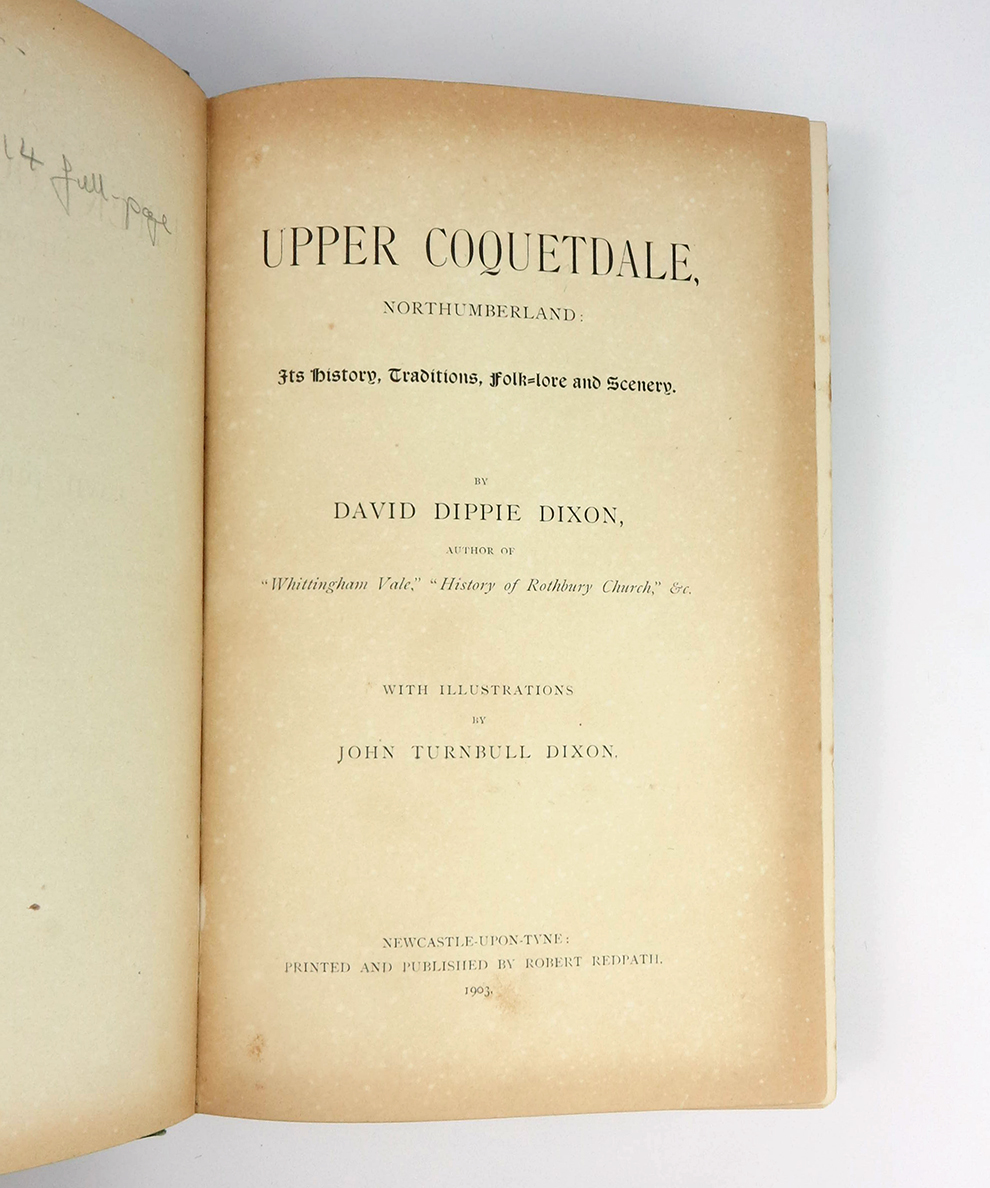 14 full-page
UPPER COQUETDALE,
NORTHUMBERLAND:
Its History, Traditions, Folk=lore and Scenery.
BY
DAVID DIPPIE DIXON,
AUTHOR OF
"Whittingham Vale," "History of Rothbury Church," &c.
WITH ILLUSTRATIONS
BY
JOHN TURNBULL DIXON.
NEWCASTLE-UPON-TYNE:
PRINTED AND PUBLISHED BY ROBERT REDPATH.
1903.